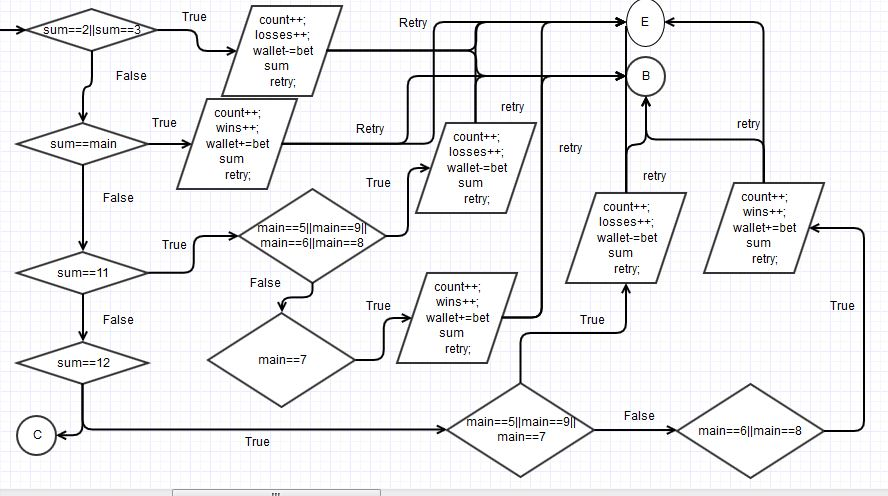 sum==2||sum==3
True
count++;
losses++;
wallet-=bet
sum
retry;
Retry
E
False
B
True
count++;
wins++;
wallet+=bet
sum
retry;
Retry
retry
sum==main
count++;
losses++;
wallet-=bet
sum
retry;
retry
retry
False
True
main==5||main==9||
main==6||main==8
retry
count++;
losses++;
wallet-=bet
sum
retry;
count++;
wins++;
wallet+=bet
sum
retry;
True
sum==11
False
count++;
wins++;
wallet+=bet
sum
retry;
True
False
True
True
sum==12
main==7
C
True
main==5||main==9||
main==7
False
main==6||main==8